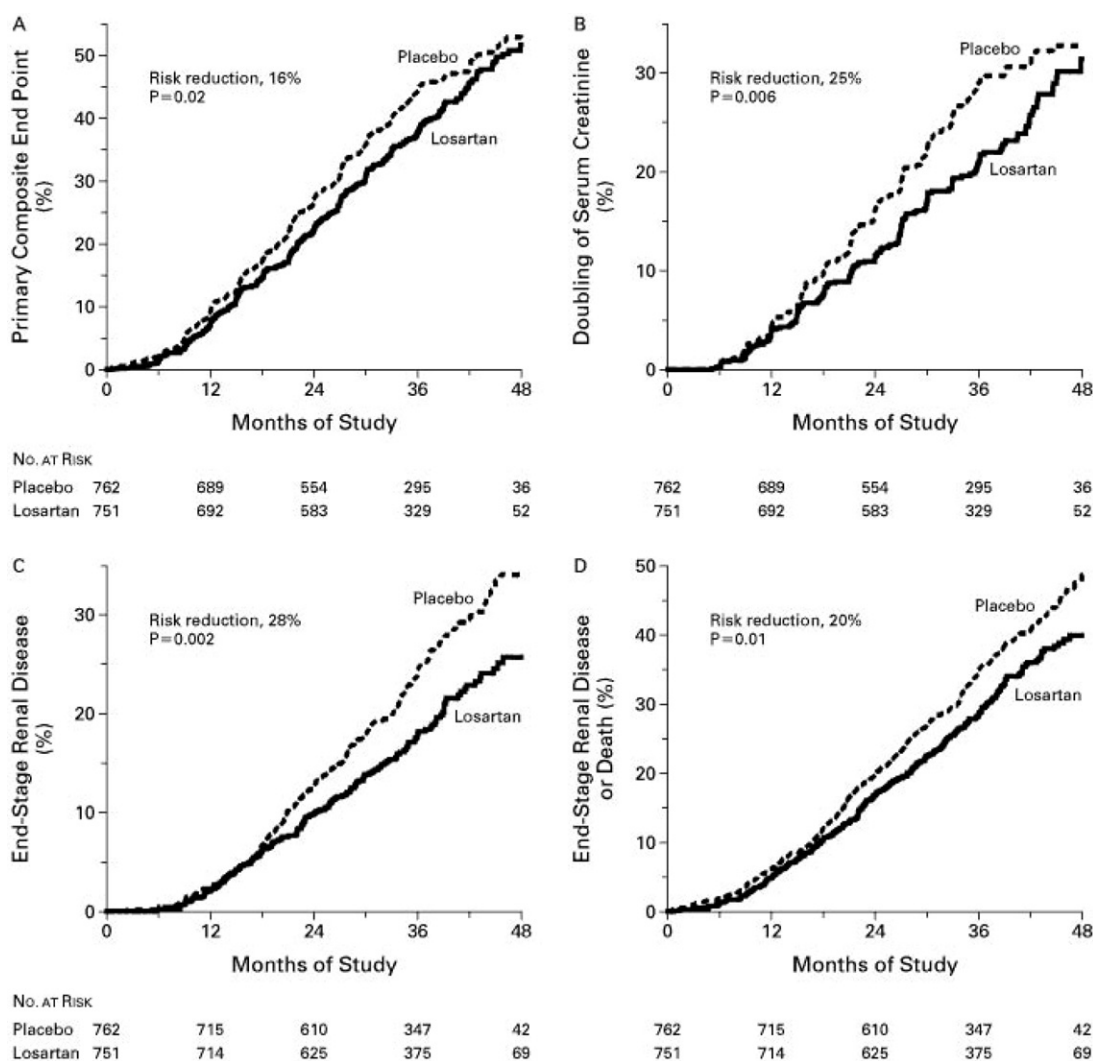 A
Primary Composite End Point
(%)
50
40
30
20
10
0
Risk reduction, 16%
P=0.02
Placebo
Losartan
0 12 24 36 48
Months of Study
B
Doubling of Serum Creatinine
(%)
30
20
10
0
Risk reduction, 25%
P=0.006
Placebo
Losartan
0 12 24 36 48
Months of Study
NO. AT RISK
Placebo 762 689 554 295 36
Losartan 751 692 583 329 52
762 689 554 295 36
751 692 583 329 52
C
End-Stage Renal Disease
(%)
30
20
10
0
Risk reduction, 28%
P=0.002
Placebo
Losartan
0 12 24 36 48
Months of Study
D
End-Stage Renal Disease
or Death (%)
50
40
30
20
10
0
Risk reduction, 20%
P=0.01
Placebo
Losartan
0 12 24 36 48
Months of Study
NO. AT RISK
Placebo 762 715 610 347 42
Losartan 751 714 625 375 69
762 715 610 347 42
751 714 625 375 69